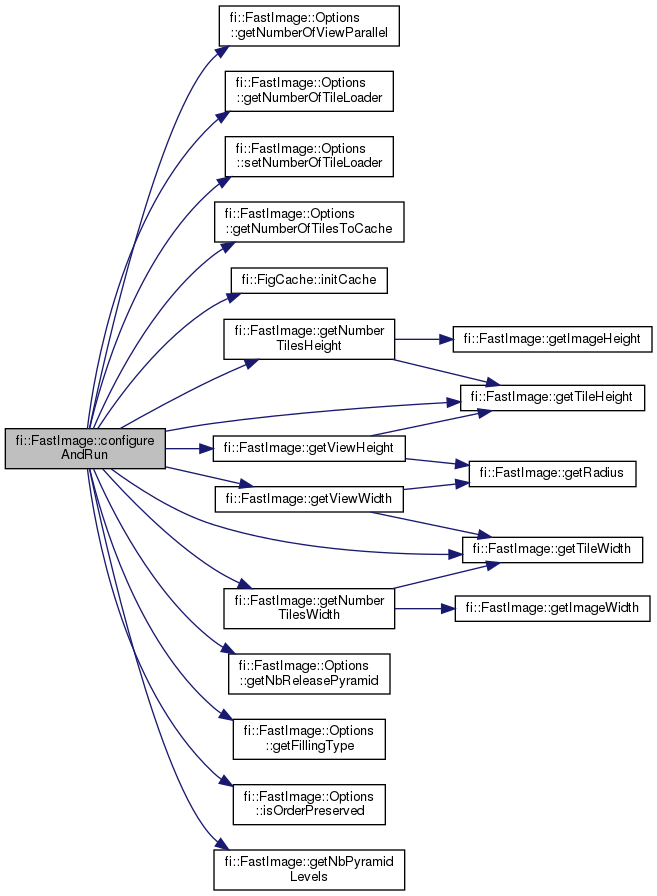 fi::FastImage::Options
::getNumberOfViewParallel
fi::FastImage::Options
::getNumberOfTileLoader
fi::FastImage::Options
::setNumberOfTileLoader
fi::FastImage::Options
::getNumberOfTilesToCache
fi::FigCache::initCache
fi::FastImage::getNumber
TilesHeight
fi::FastImage::getImageHeight
fi::FastImage::getTileHeight
fi::FastImage::configure
AndRun
fi::FastImage::getViewHeight
fi::FastImage::getRadius
fi::FastImage::getViewWidth
fi::FastImage::getTileWidth
fi::FastImage::getNumber
TilesWidth
fi::FastImage::getImageWidth
fi::FastImage::Options
::getNbReleasePyramid
fi::FastImage::Options
::getFillingType
fi::FastImage::Options
::isOrderPreserved
fi::FastImage::getNbPyramid
Levels